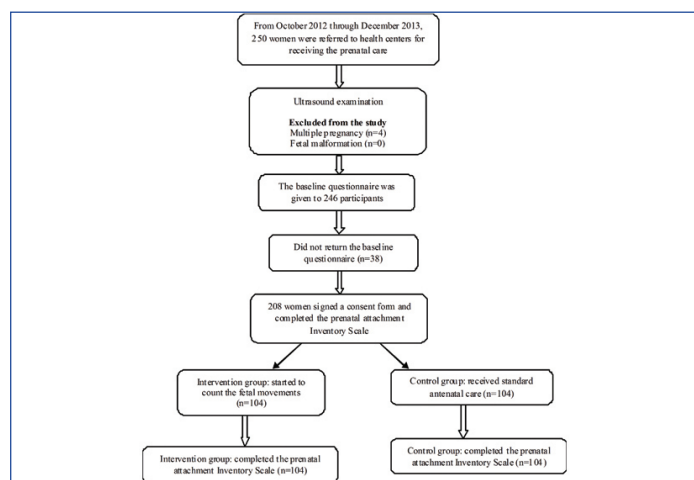 From October 2012 through December 2013,
250 women were referred to health centers for
receiving the prenatal care
Ultrasound examination
Excluded from the study
Multiple pregnancy (n=4)
Fetal malformation (n=0)
The baseline questionnaire was
given to 246 participants
Did not return the baseline
questionnaire (n=38)
208 women signed a consent form and
completed the prenatal attachment
Inventory Scale
Intervention group: started to
count the fetal movements
(n=104)
Control group: received standard
antenatal care (n=104)
Intervention group: completed the prenatal
attachment Inventory Scale (n=104)
Control group: completed the prenatal
attachment Inventory Scale (n=104)